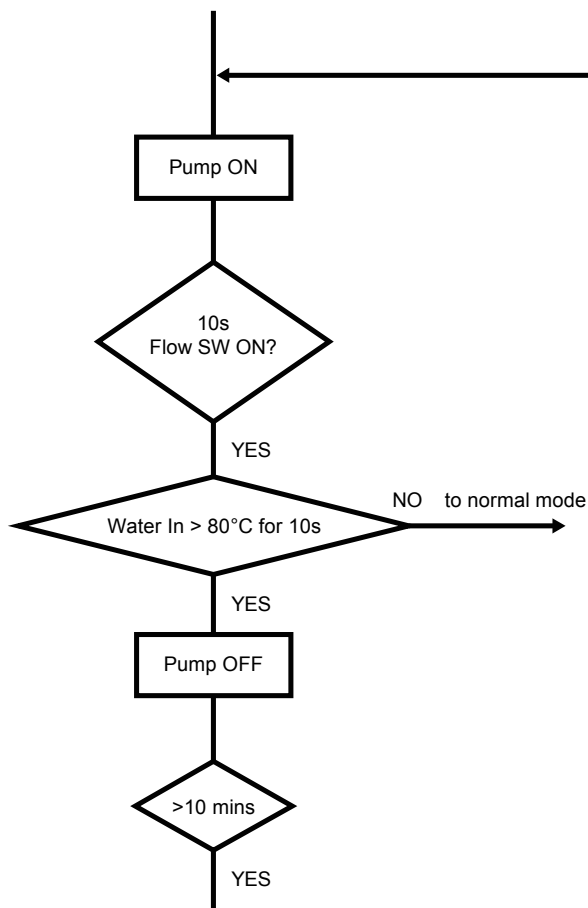 Pump ON
10s
Flow SW ON?
YES
NO to normal mode
Water In > 80°C for 10s
YES
Pump OFF
>10 mins
YES